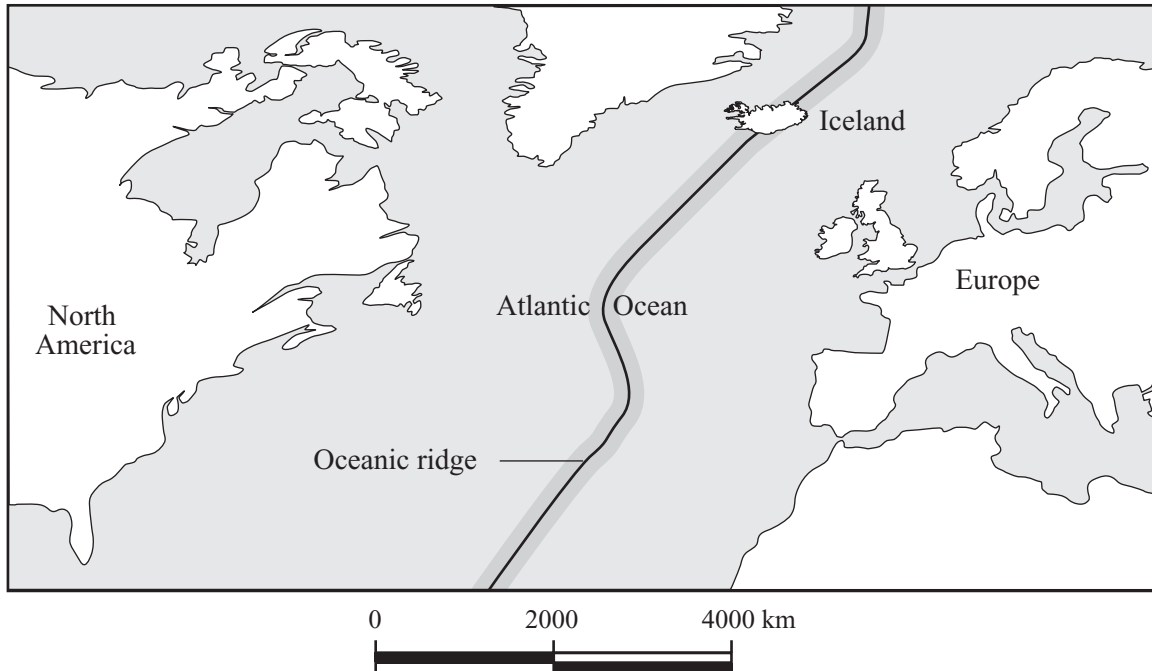 Iceland
Atlantic Ocean
Europe
North
America
Oceanic ridge
0 2000 4000 km